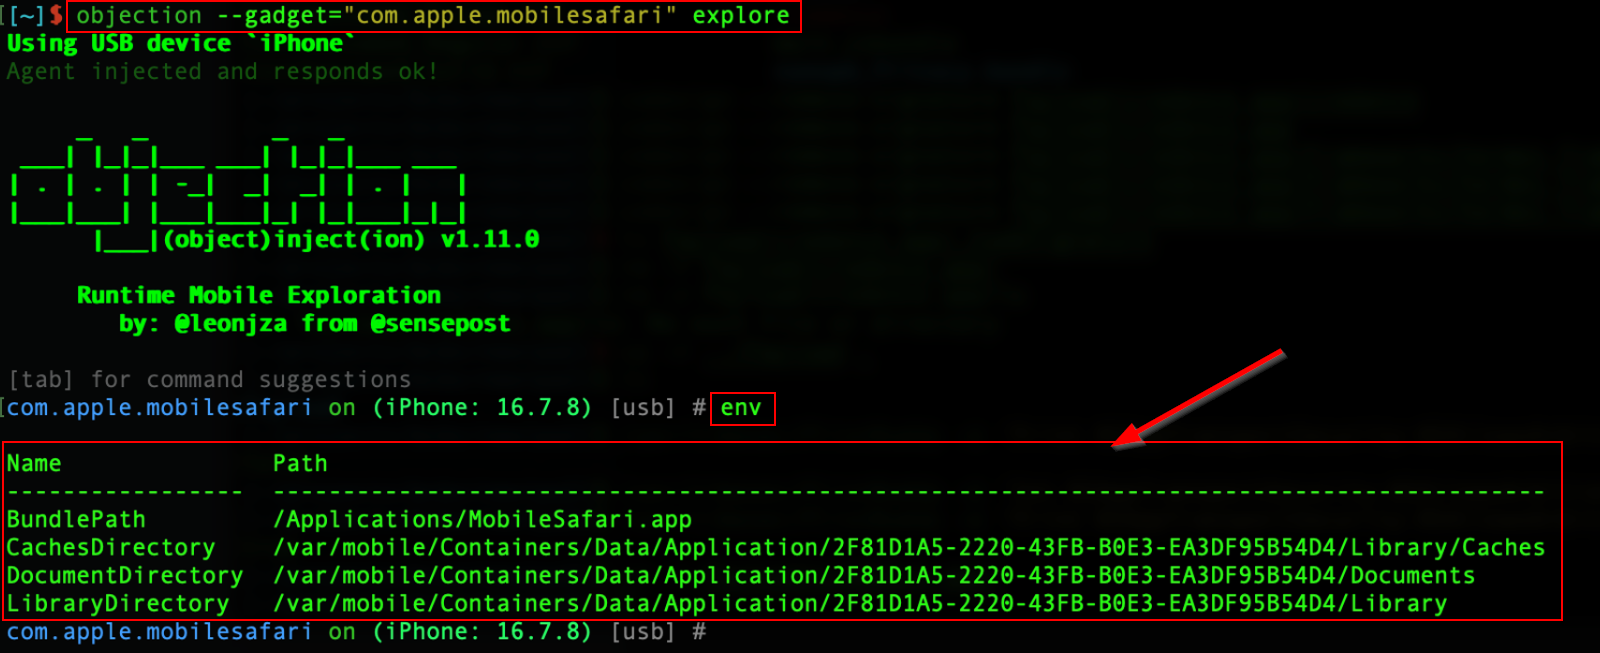 [[~]$ objection --gadget="com.apple.mobilesafari" explore
Using USB device `iPhone`
Agent injected and responds ok!
|___|(object)inject(ion) v1.11.0
Runtime Mobile Exploration
by: @leonjza from @sensepost
[tab] for command suggestions
[com.apple.mobilesafari on (iPhone: 16.7.8) [usb] # env
Name Path
----------------- -------------------------------------------------------------------------------------------
BundlePath /Applications/MobileSafari.app
CachesDirectory /var/mobile/Containers/Data/Application/2F81D1A5-2220-43FB-B0E3-EA3DF95B54D4/Library/Caches
DocumentDirectory /var/mobile/Containers/Data/Application/2F81D1A5-2220-43FB-B0E3-EA3DF95B54D4/Documents
LibraryDirectory /var/mobile/Containers/Data/Application/2F81D1A5-2220-43FB-B0E3-EA3DF95B54D4/Library
com.apple.mobilesafari on (iPhone: 16.7.8) [usb] #